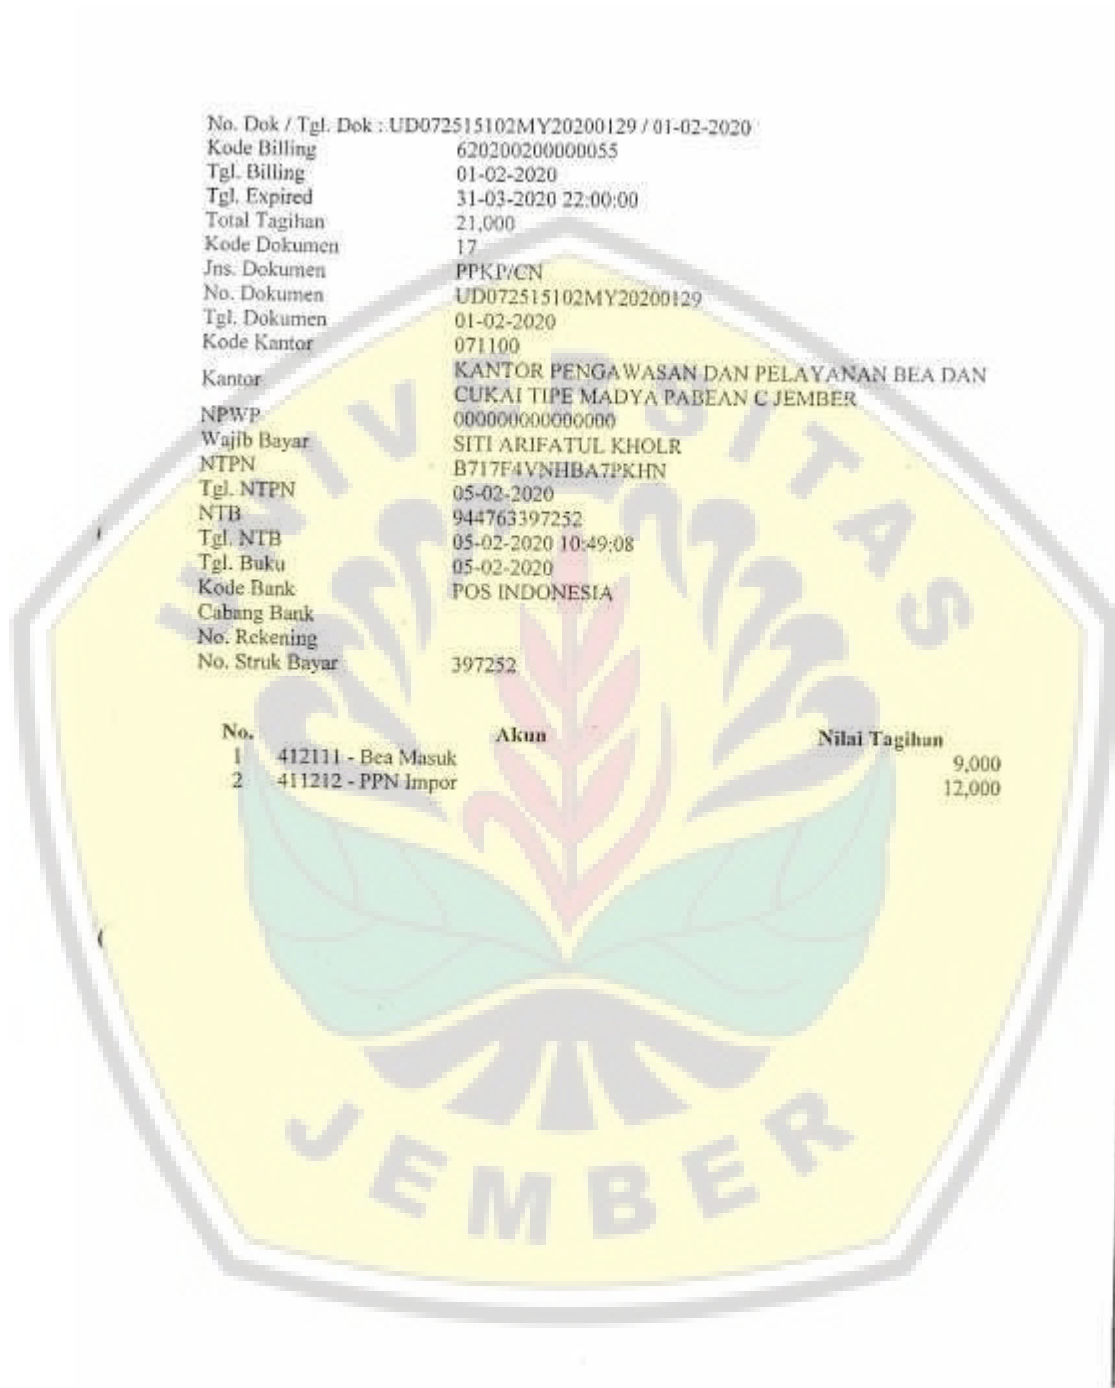 No. Dok / Tgl. Dok : UD072515102MY20200129 / 01-02-2020
Kode Billing 620200200000055
Tgl. Billing 01-02-2020
Tgl. Expired 31-03-2020 22:00:00
Total Tagihan 21,000
Kode Dokumen 17
Jns. Dokumen PPKP/CN
No. Dokumen UD072515102MY20200129
Tgl. Dokumen 01-02-2020
Kode Kantor 071100
Kantor KANTOR PENGAWASAN DAN PELAYANAN BEA DAN
CUKAI TIPE MADYA PABEAN C JEMBER
NPWP 000000000000000
Wajib Bayar SITI ARIFATUL KHOLR
NTPN B717F4VNHBA7PKHN
Tgl. NTPN 05-02-2020
NTB 944763397252
Tgl. NTB 05-02-2020 10:49:08
Tgl. Buku 05-02-2020
Kode Bank POS INDONESIA
Cabang Bank
No. Rekening
No. Struk Bayar 397252
No. Akun Nilai Tagihan
1 412111 - Bea Masuk 9,000
2 411212 - PPN Impor 12,000
UNIVERSITAS
JEMBER